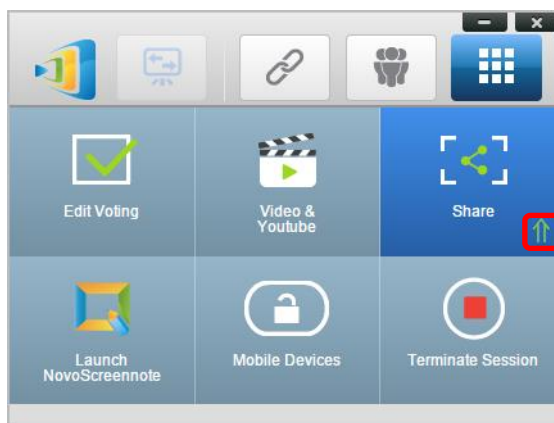 Edit Voting
Video &
Youtube
Share
Launch
NovoScreennote
Mobile Devices
Terminate Session